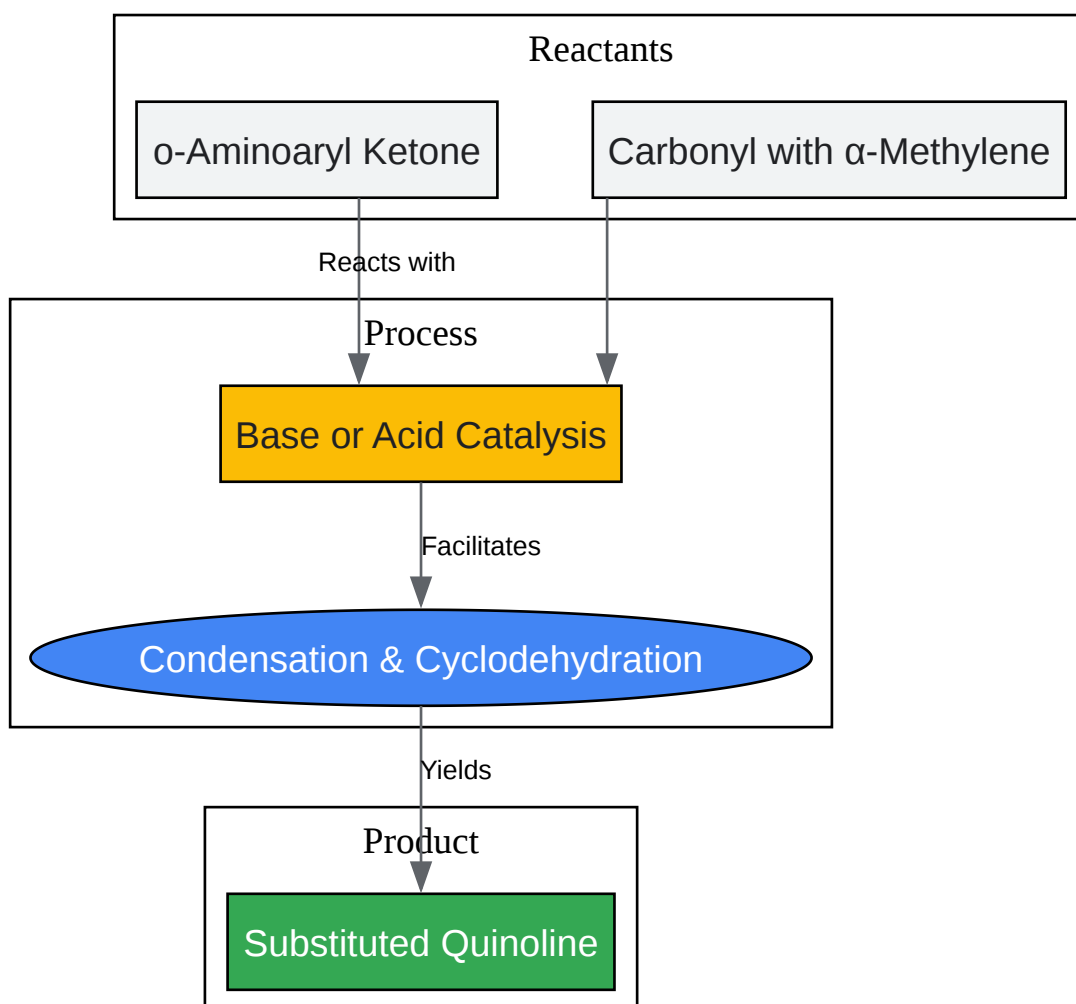 Reactants
o-Aminoaryl Ketone
Carbonyl with α-Methylene
Reacts with
Process
Base or Acid Catalysis
Facilitates
Condensation & Cyclodehydration
Yields
Product
Substituted Quinoline